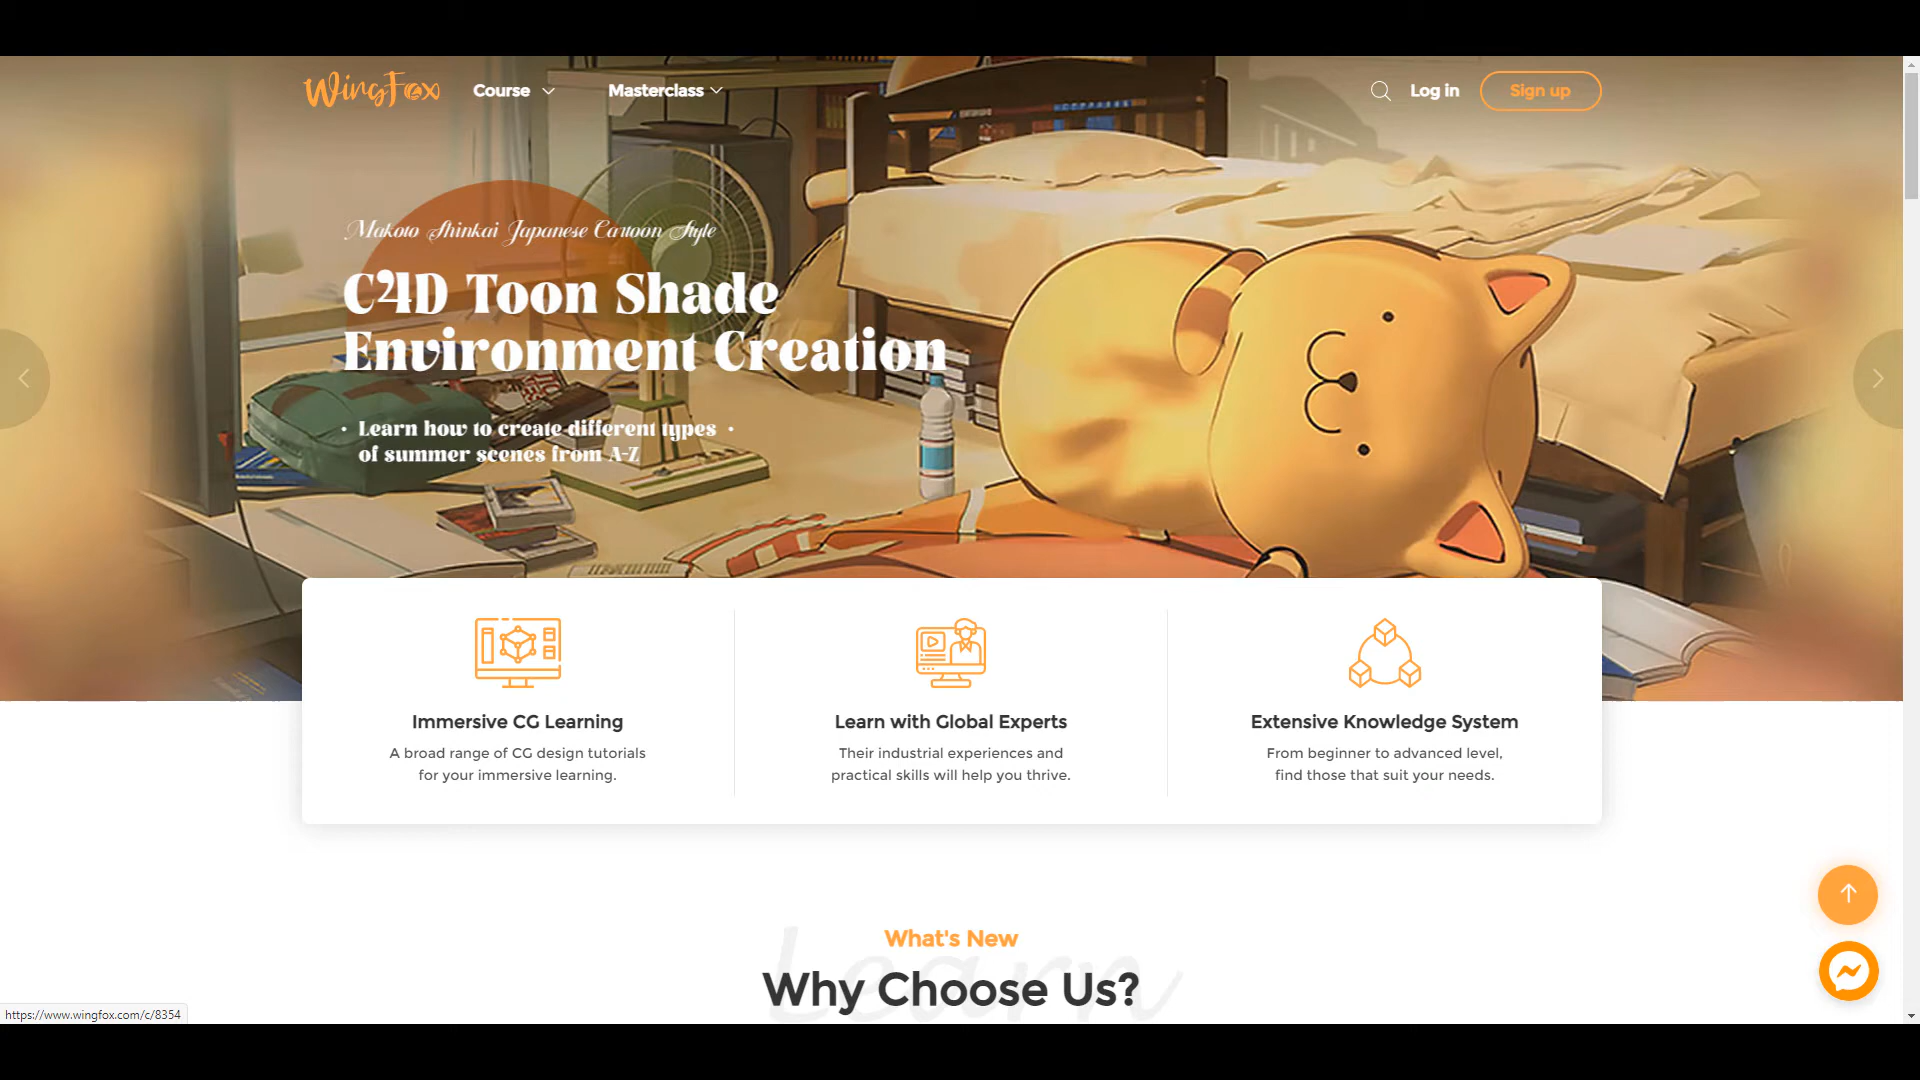 WingFox
Course
Masterclass
Log in
Sign up
Makoto Shinkai Japanese Cartoon Style
C4D Toon Shade
Environment Creation
• Learn how to create different types •
of summer scenes from A-Z
Immersive CG Learning
A broad range of CG design tutorials
for your immersive learning.
Learn with Global Experts
Their industrial experiences and
practical skills will help you thrive.
Extensive Knowledge System
From beginner to advanced level,
find those that suit your needs.
Learn
What's New
Why Choose Us?
https://www.wingfox.com/c/8354